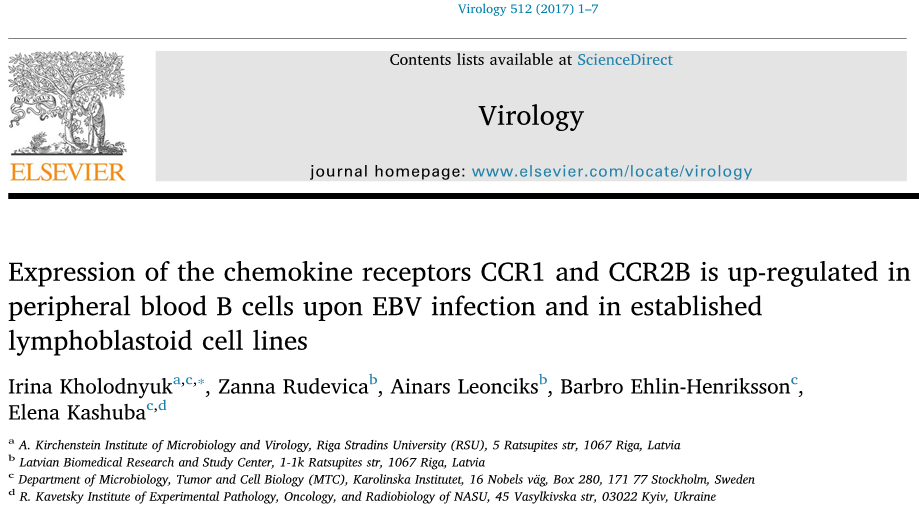 Virology 512 (2017) 1–7
Contents lists available at ScienceDirect
Virology
journal homepage: www.elsevier.com/locate/virology
ELSEVIER
Expression of the chemokine receptors CCR1 and CCR2B is up-regulated in
peripheral blood B cells upon EBV infection and in established
lymphoblastoid cell lines
Irina Kholodnyuk a,c,⁎, Zanna Rudevica b, Ainars Leonciks b, Barbro Ehlin-Henriksson c,
Elena Kashuba c,d
a A. Kirchenstein Institute of Microbiology and Virology, Riga Stradins University (RSU), 5 Ratsupites str, 1067 Riga, Latvia
b Latvian Biomedical Research and Study Center, 1-1k Ratsupites str, 1067 Riga, Latvia
c Department of Microbiology, Tumor and Cell Biology (MTC), Karolinska Institutet, 16 Nobels väg, Box 280, 171 77 Stockholm, Sweden
d R. Kavetsky Institute of Experimental Pathology, Oncology, and Radiobiology of NASU, 45 Vasylkivska str, 03022 Kyiv, Ukraine